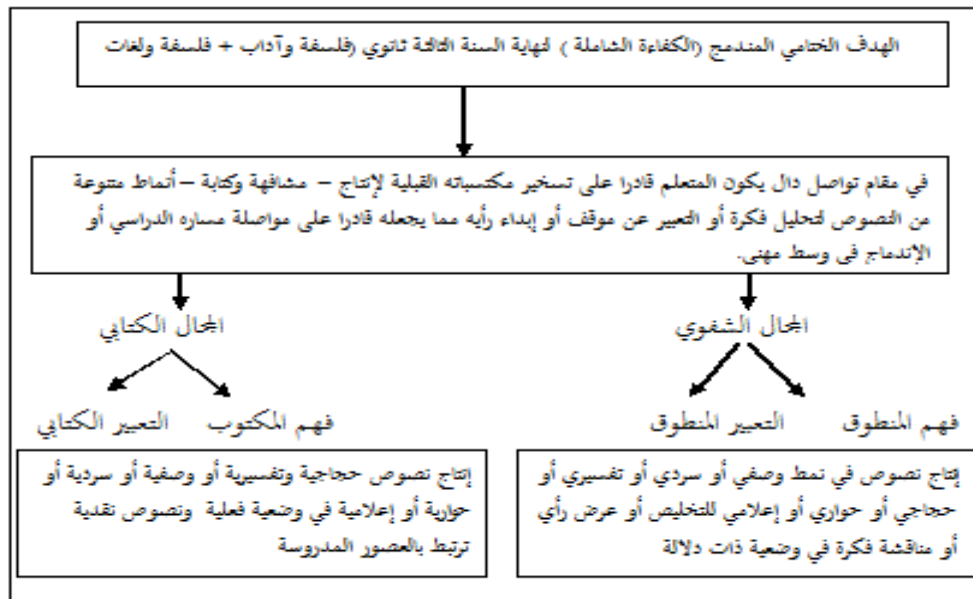 الهدف الختامي المندمج (الكفاءة الشاملة ) لنهاية السنة الثالثة ثانوي (فلسفة وآداب + فلسفة ولغات
في مقام تواصل دال يكون المتعلم قادرا على تسخير مكتسباته القبلية لإنتاج – مشافهة وكتابة – أنماط متنوعة
من النصوص لتحليل فكرة أو التعبير عن موقف أو إبداء رأيه مما يجعله قادرا على مواصلة مساره الدراسي أو
الإندماج في وسط مهني.
المجال الشفوي
المجال الكتابي
فهم المنطوق
التعبير المنطوق
فهم المكتوب
التعبير الكتابي
إنتاج نصوص في نمط وصفي أو سردي أو تفسيري أو
حجاجي أو حواري أو إعلامي للتخليص أو عرض رأي
أو مناقشة فكرة في وضعية ذات دلالة
إنتاج نصوص حجاجية وتفسيرية أو وصفية أو سردية أو
حوارية أو إعلامية في وضعية فعلية ونصوص نقدية
ترتبط بالعصور المدروسة